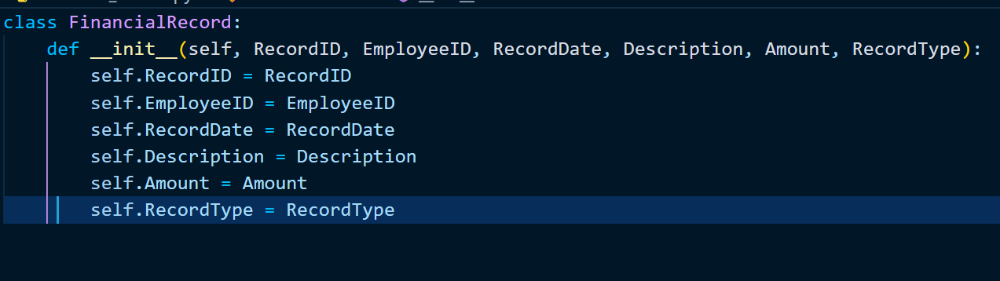 class FinancialRecord:
    def __init__(self, RecordID, EmployeeID, RecordDate, Description, Amount, RecordType):
        self.RecordID = RecordID
        self.EmployeeID = EmployeeID
        self.RecordDate = RecordDate
        self.Description = Description
        self.Amount = Amount
        self.RecordType = RecordType